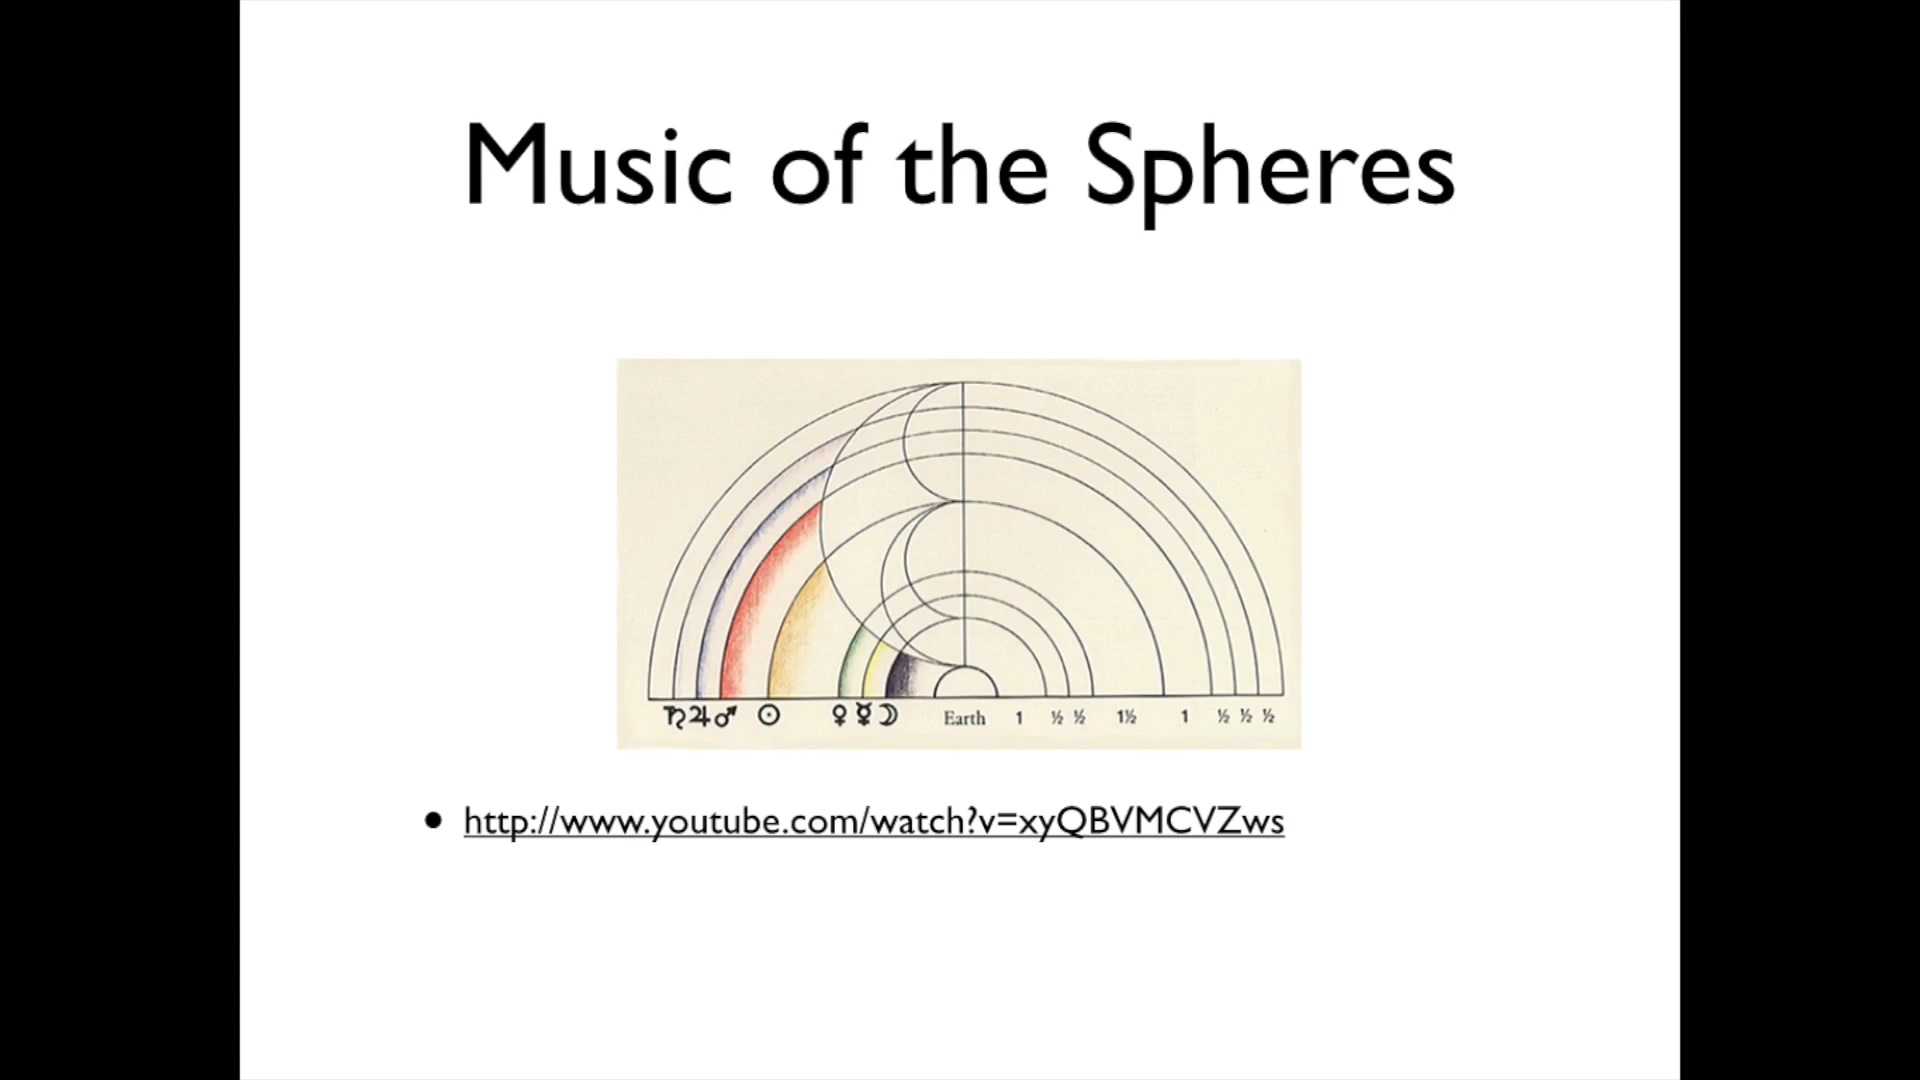 Music of the Spheres
♄ ♃ ♂ ☉ ♀ ☿ ☽ Earth 1 ½ ½ 1½ 1 ½ ½ ½
• http://www.youtube.com/watch?v=xyQBVMCVZws